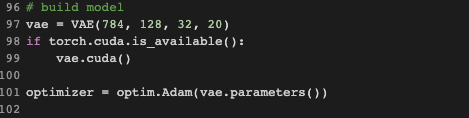 96 # build model
97 vae = VAE(784, 128, 32, 20)
98 if torch.cuda.is_available():
99     vae.cuda()
100
101 optimizer = optim.Adam(vae.parameters())
102